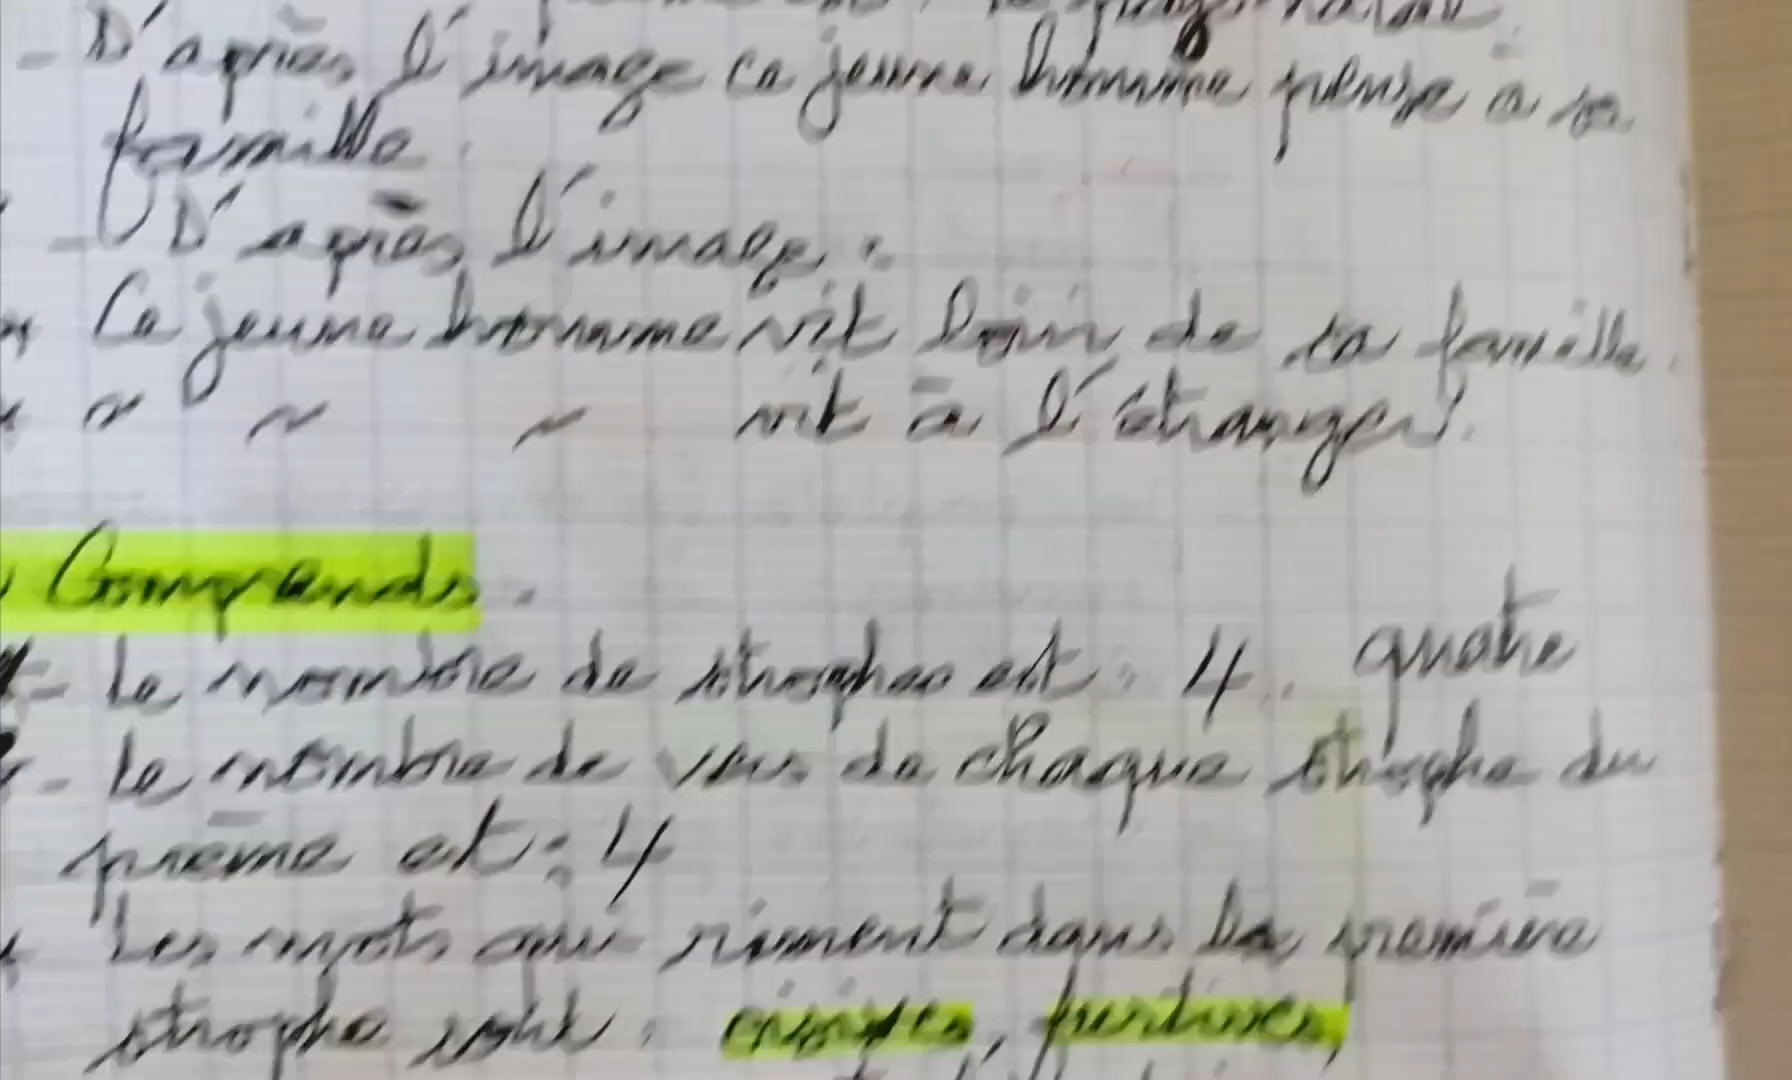 - D'après l'image ce jeune homme pense à sa
famille.
- D'après l'image :
Ce jeune homme vit loin de sa famille.
" " " vit à l'étranger.
Comprends.
- Le nombre de strophes est : 4. quatre
- Le nombre de vers de chaque strophe du
poème est : 4
Les mots qui riment dans la première
strophe sont : furtives,